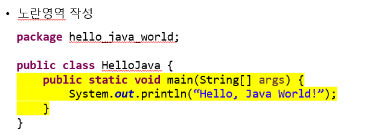 • 노란영역 작성
package hello_java_world;
public class HelloJava {
    public static void main(String[] args) {
        System.out.println(“Hello, Java World!”);
    }
}